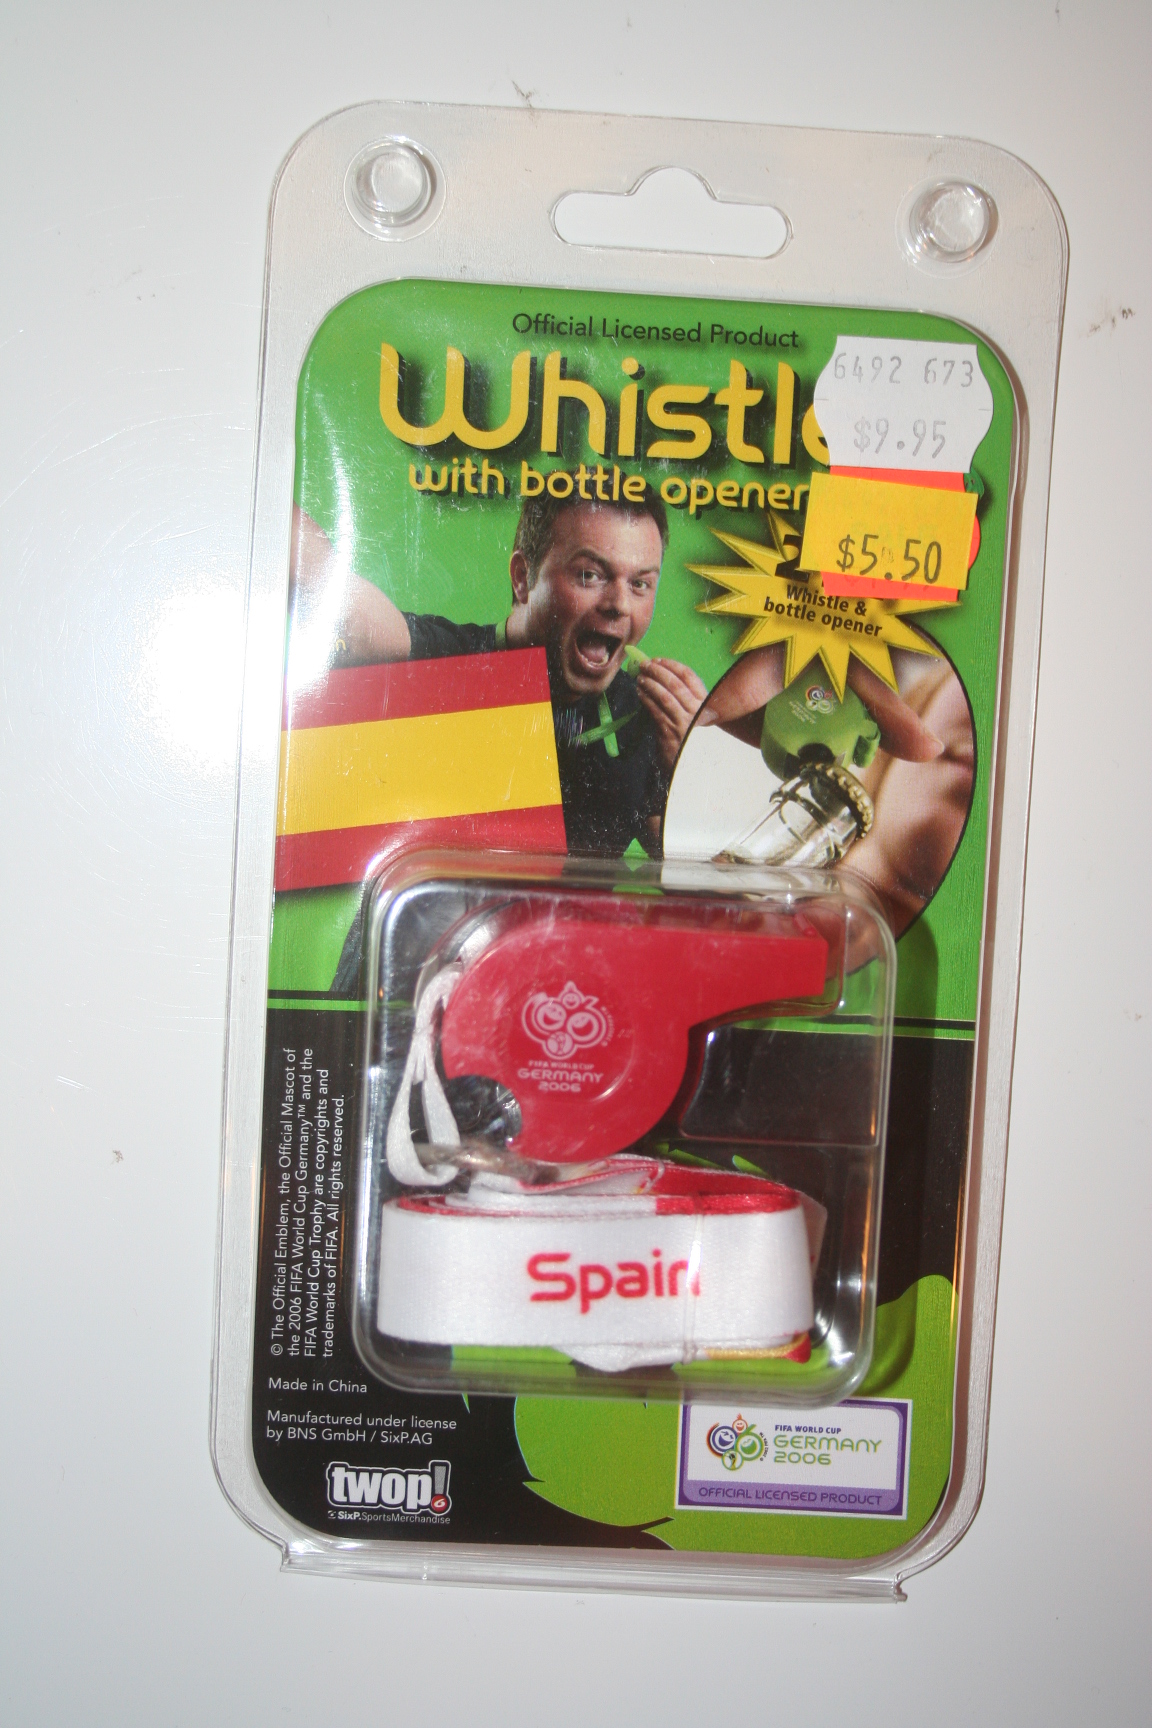 Official Licensed Product
6492 673
Whistle
$9.95
with bottle opener
$5.50
Whistle &
bottle opener
FIFA WORLD CUP
GERMANY
2006
Spain
© The Official Emblem, the Official Mascot of
the 2006 FIFA World Cup Germany™ and the
FIFA World Cup Trophy are copyrights and
trademarks of FIFA. All rights reserved.
Made in China
Manufactured under license
by BNS GmbH / SixP.AG
twop!
SixP.SportsMerchandise
FIFA WORLD CUP
GERMANY
2006
OFFICIAL LICENSED PRODUCT